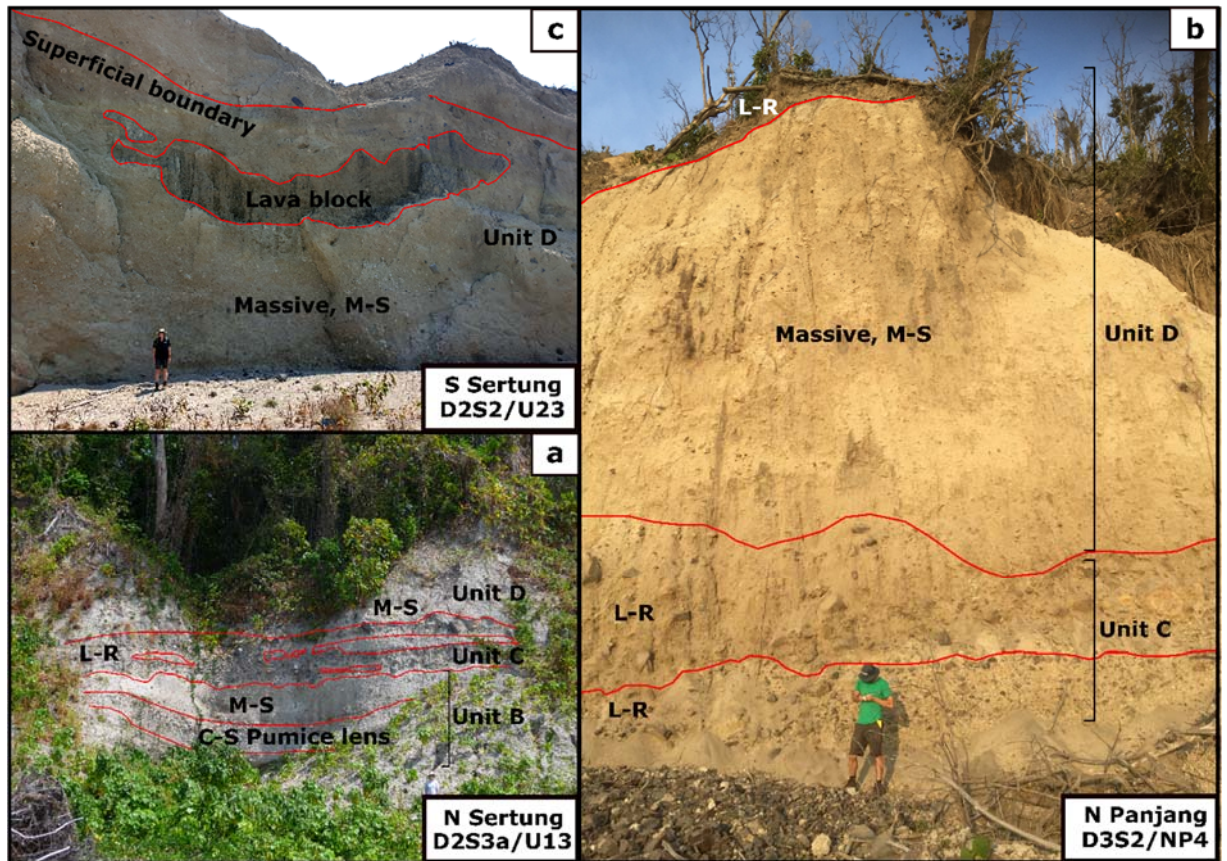 c
Superficial boundary
Lava block
Unit D
Massive, M-S
S Sertung
D2S2/U23
a
Unit D
M-S
L-R
Unit C
M-S
Unit B
C-S Pumice lens
N Sertung
D2S3a/U13
b
L-R
Massive, M-S
Unit D
L-R
Unit C
L-R
N Panjang
D3S2/NP4